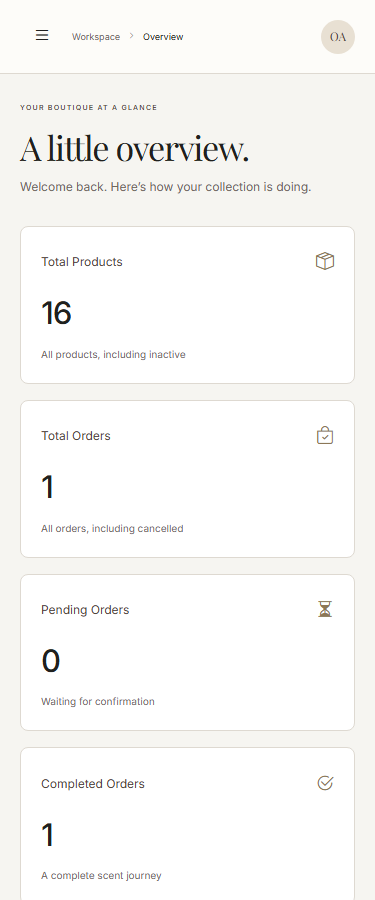 Workspace > Overview
OA
YOUR BOUTIQUE AT A GLANCE
A little overview.
Welcome back. Here’s how your collection is doing.
Total Products
16
All products, including inactive
Total Orders
1
All orders, including cancelled
Pending Orders
0
Waiting for confirmation
Completed Orders
1
A complete scent journey